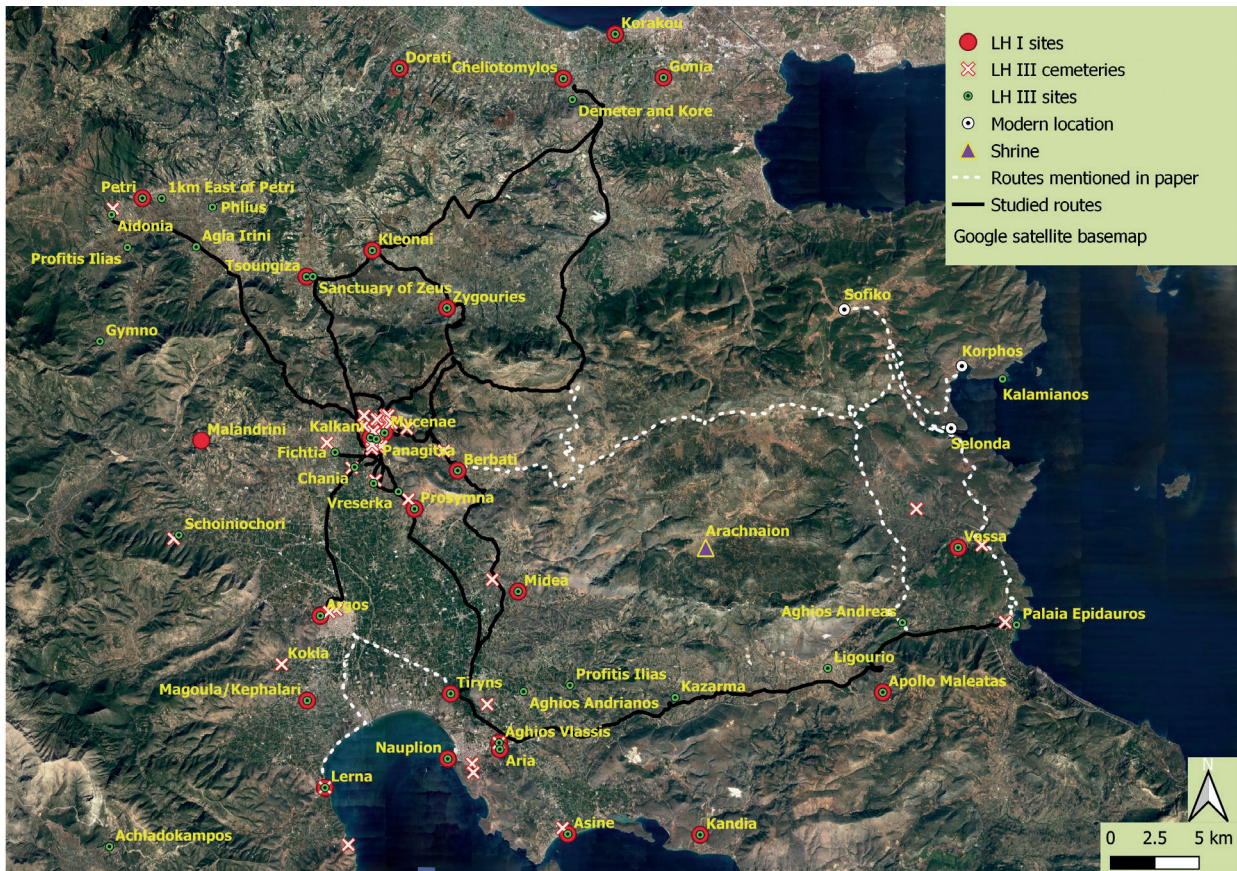 Korakou
LH I sites
LH III cemeteries
LH III sites
Modern location
Shrine
Routes mentioned in paper
Studied routes
Google satellite basemap
Dorati
Cheliotomylos
Gonia
Demeter and Kore
Petri
1km East of Petri
Phlius
Aidonia
Agia Irini
Profitis Ilias
Kleonai
Tsoungiza
Sanctuary of Zeus
Zygouries
Sofiko
Gymno
Korphos
Kalamianos
Malandrini
Kalkani
Mycenae
Selonda
Fichtia
Panagitxa
Berbati
Chania
Vreserka
Prosymna
Schoiniochori
Arachnaion
Vassa
Midea
Argos
Aghios Andreas
Palaia Epidauros
Kokla
Ligourio
Magoula/Kephalari
Tiryns
Profitis Ilias
Aghios Andrianos
Kazarma
Apollo Maleatas
Aghios Vlassis
Nauplion
Aria
Lerna
N
Achladokampos
Asine
Kandia
0 2.5 5 km